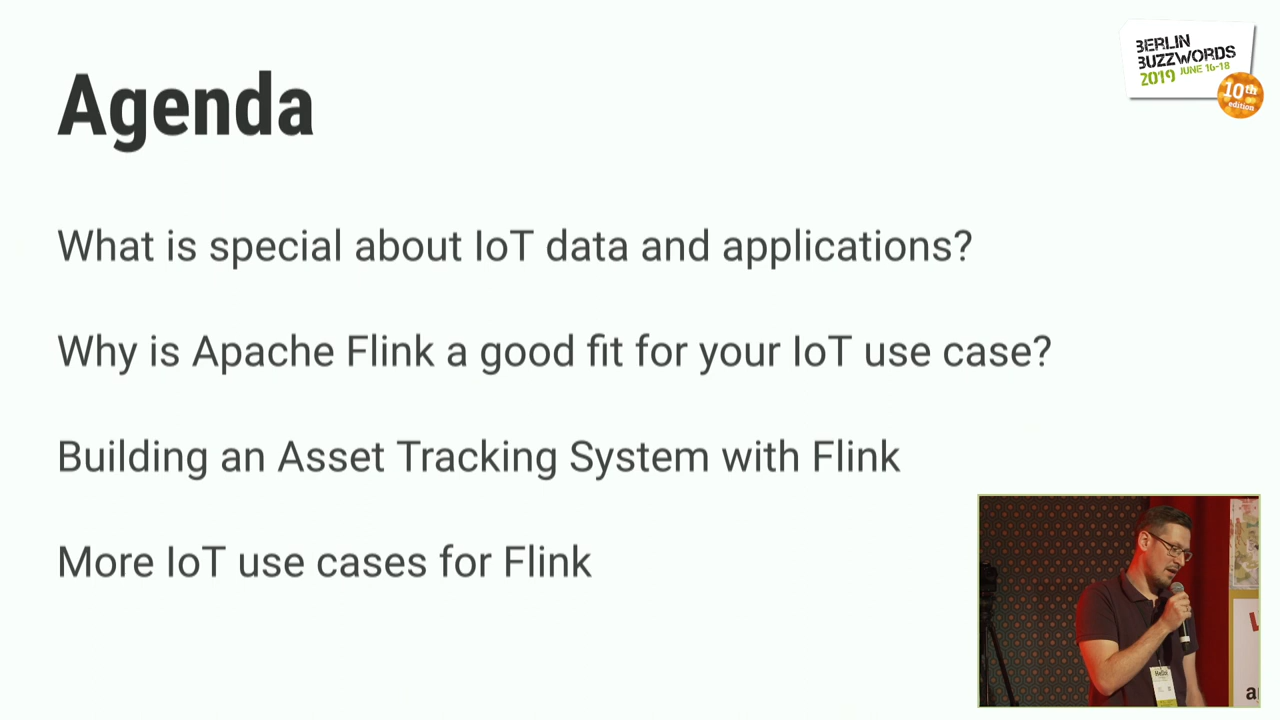 Agenda
BERLIN
BUZZWORDS
2019 JUNE 16-18
10th
edition
What is special about IoT data and applications?
Why is Apache Flink a good fit for your IoT use case?
Building an Asset Tracking System with Flink
More IoT use cases for Flink
Hello